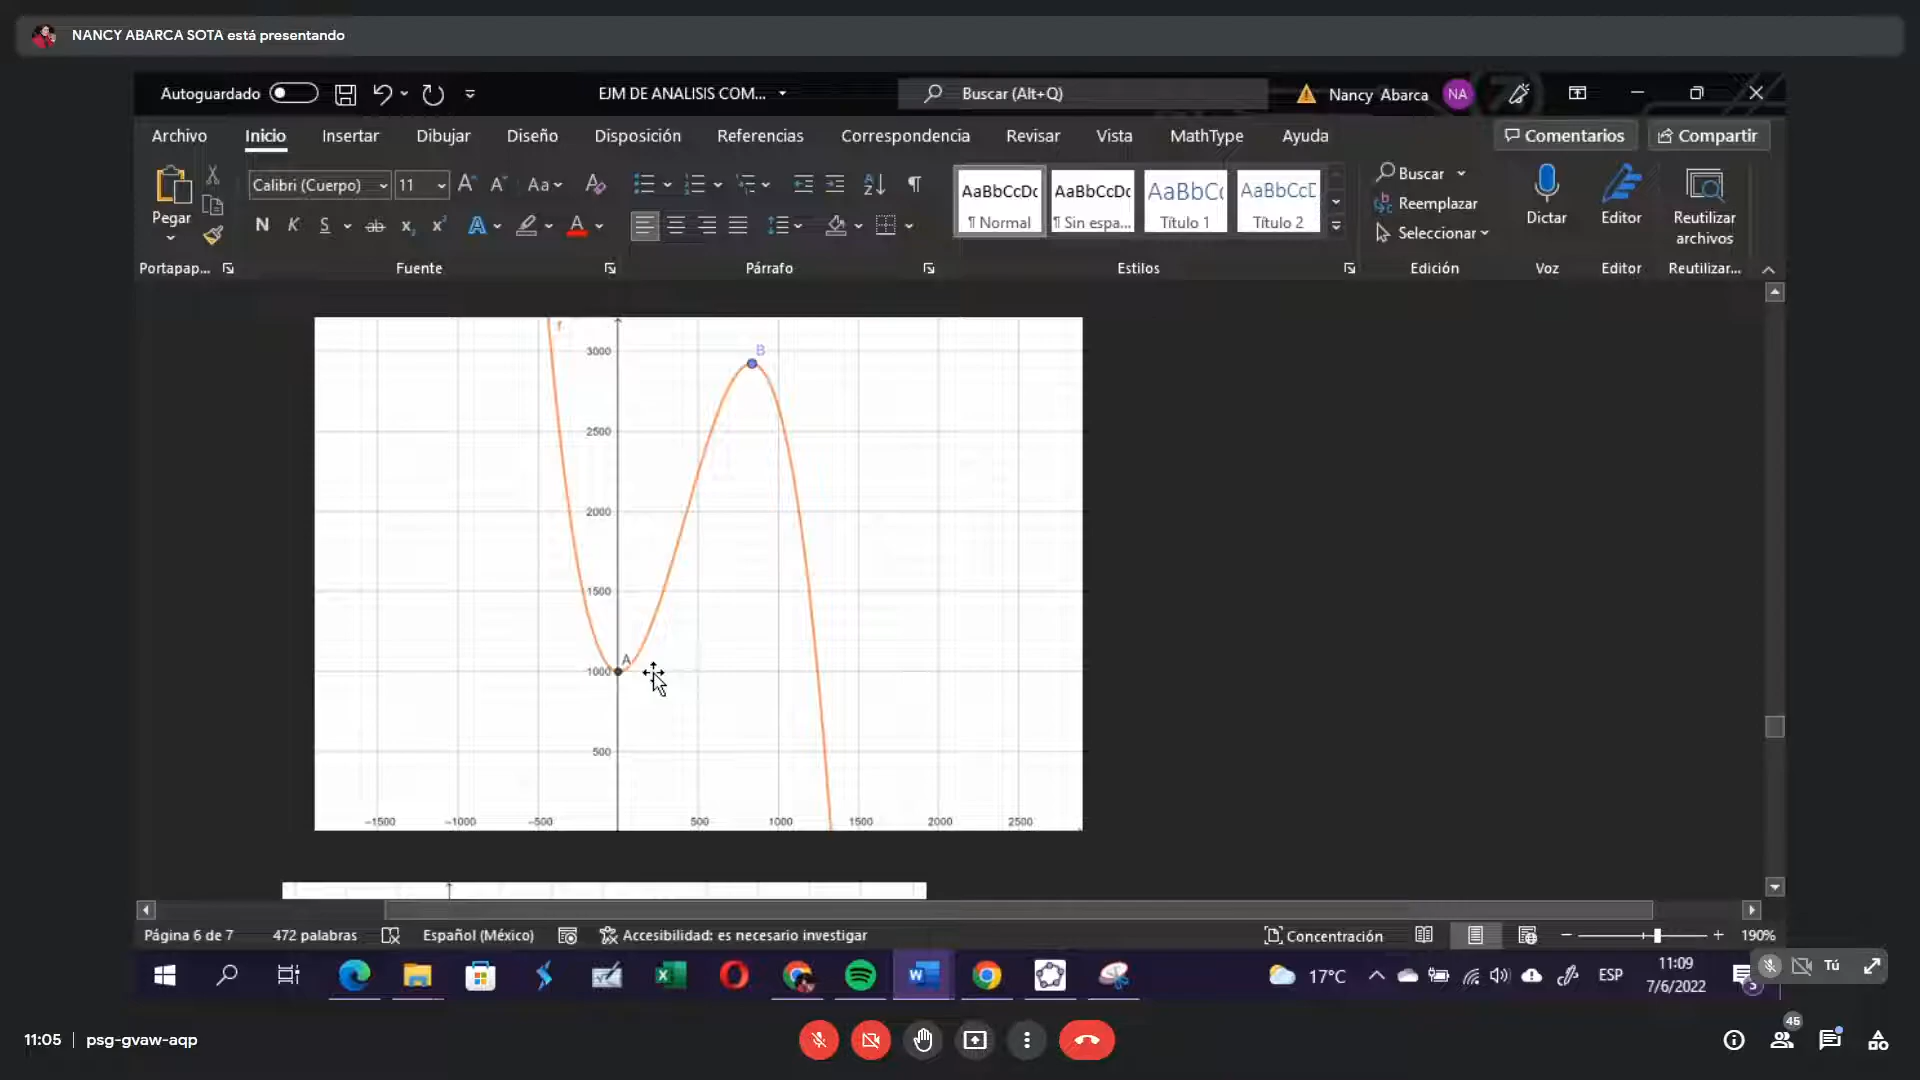 NANCY ABARCA SOTA está presentando
Autoguardado
EJM DE ANALISIS COM...
Buscar (Alt+Q)
Nancy Abarca
NA
Archivo
Inicio
Insertar
Dibujar
Diseño
Disposición
Referencias
Correspondencia
Revisar
Vista
MathType
Ayuda
Comentarios
Compartir
Pegar
Calibri (Cuerpo)
11
Aa
N K S ab x x A A
AaBbCcDc
¶ Normal
AaBbCcDc
¶ Sin espa...
AaBbC
Título 1
AaBbCcD
Título 2
Buscar
Reemplazar
Seleccionar
Dictar
Editor
Reutilizar
archivos
Portapap...
Fuente
Párrafo
Estilos
Edición
Voz
Editor
Reutilizar...
f
B
3000
2500
2000
1500
A
1000
500
-1500 -1000 -500 500 1000 1500 2000 2500
Página 6 de 7
472 palabras
Español (México)
Accesibilidad: es necesario investigar
Concentración
190%
17°C
ESP
11:09
7/6/2022
Tú
11:05 | psg-gvaw-aqp
45